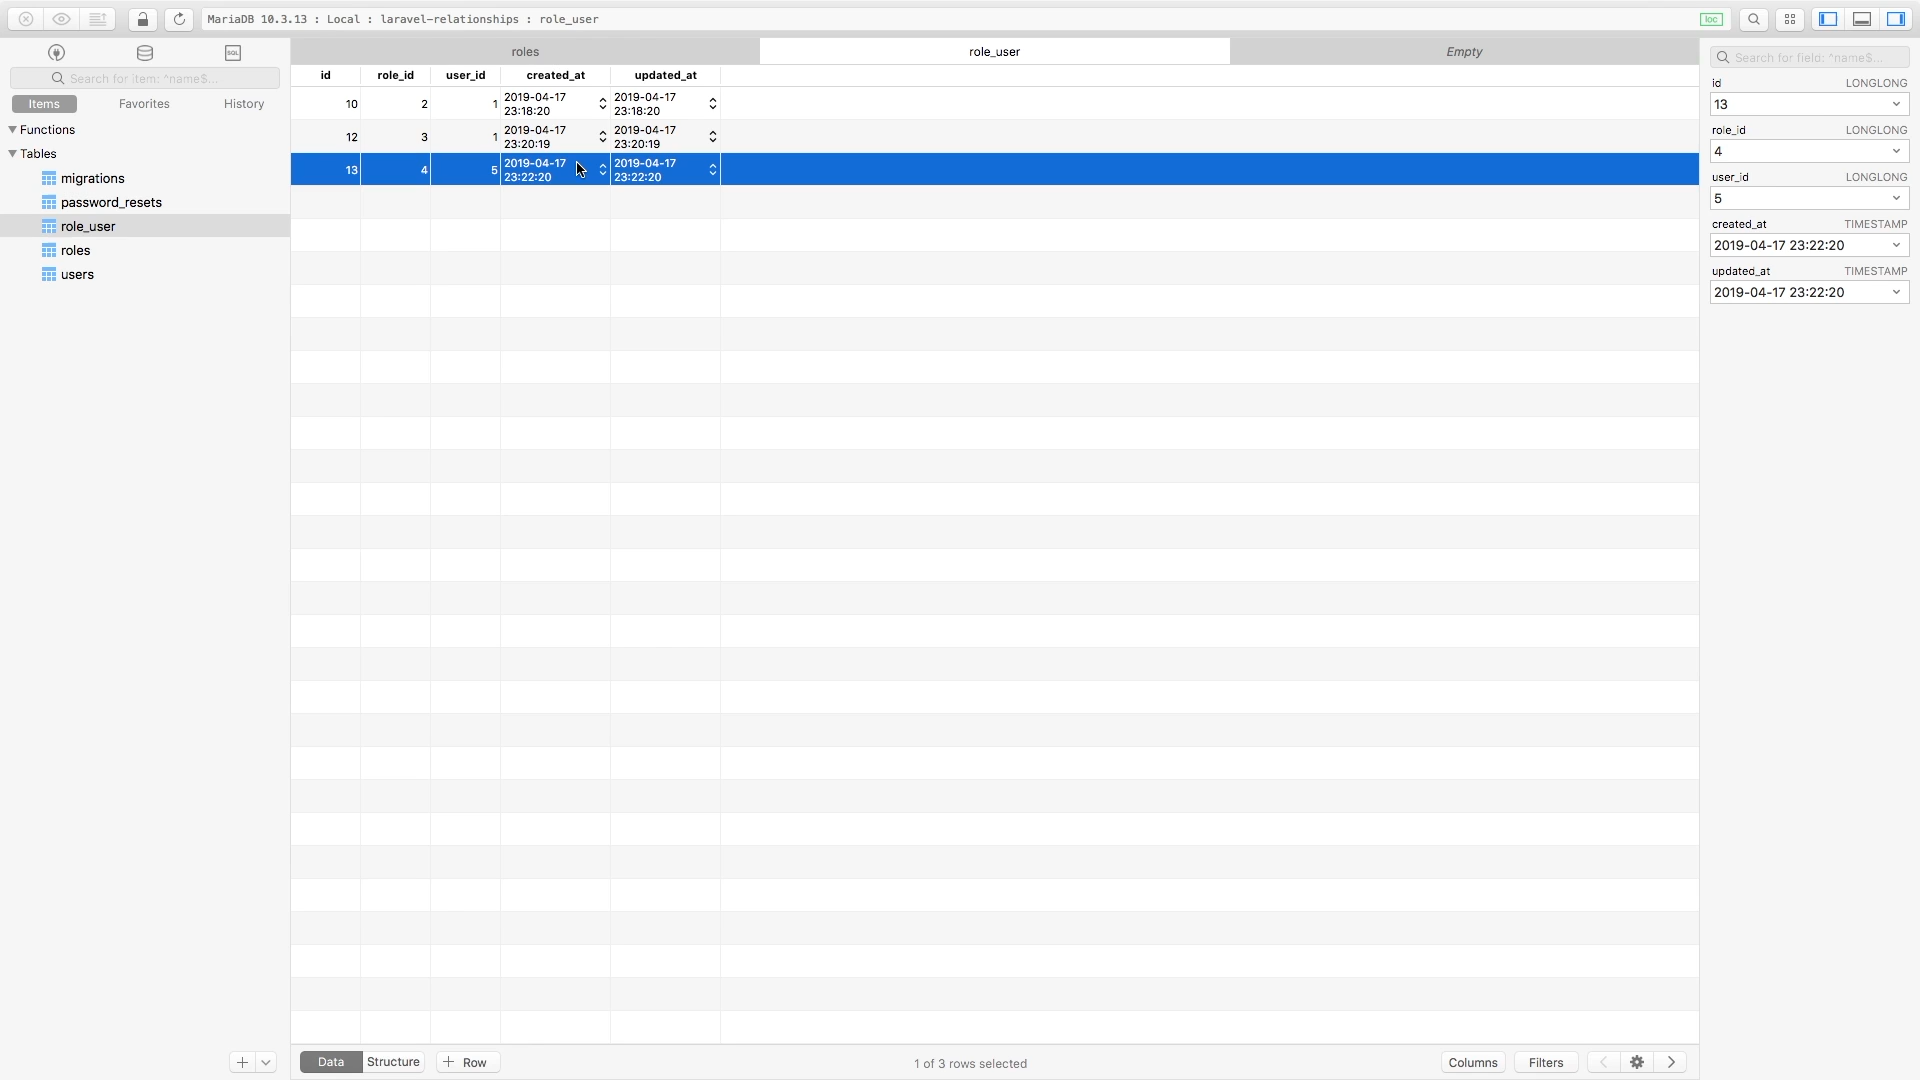 MariaDB 10.3.13 : Local : laravel-relationships : role_user
loc
SQL
Search for item: ^name$...
Items Favorites History
Functions
Tables
migrations
password_resets
role_user
roles
users
roles role_user Empty
id role_id user_id created_at updated_at
10 2 1 2019-04-17 23:18:20 2019-04-17 23:18:20
12 3 1 2019-04-17 23:20:19 2019-04-17 23:20:19
13 4 5 2019-04-17 23:22:20 2019-04-17 23:22:20
Search for field: ^name$...
id LONGLONG
13
role_id LONGLONG
4
user_id LONGLONG
5
created_at TIMESTAMP
2019-04-17 23:22:20
updated_at TIMESTAMP
2019-04-17 23:22:20
Data Structure + Row
1 of 3 rows selected
Columns Filters